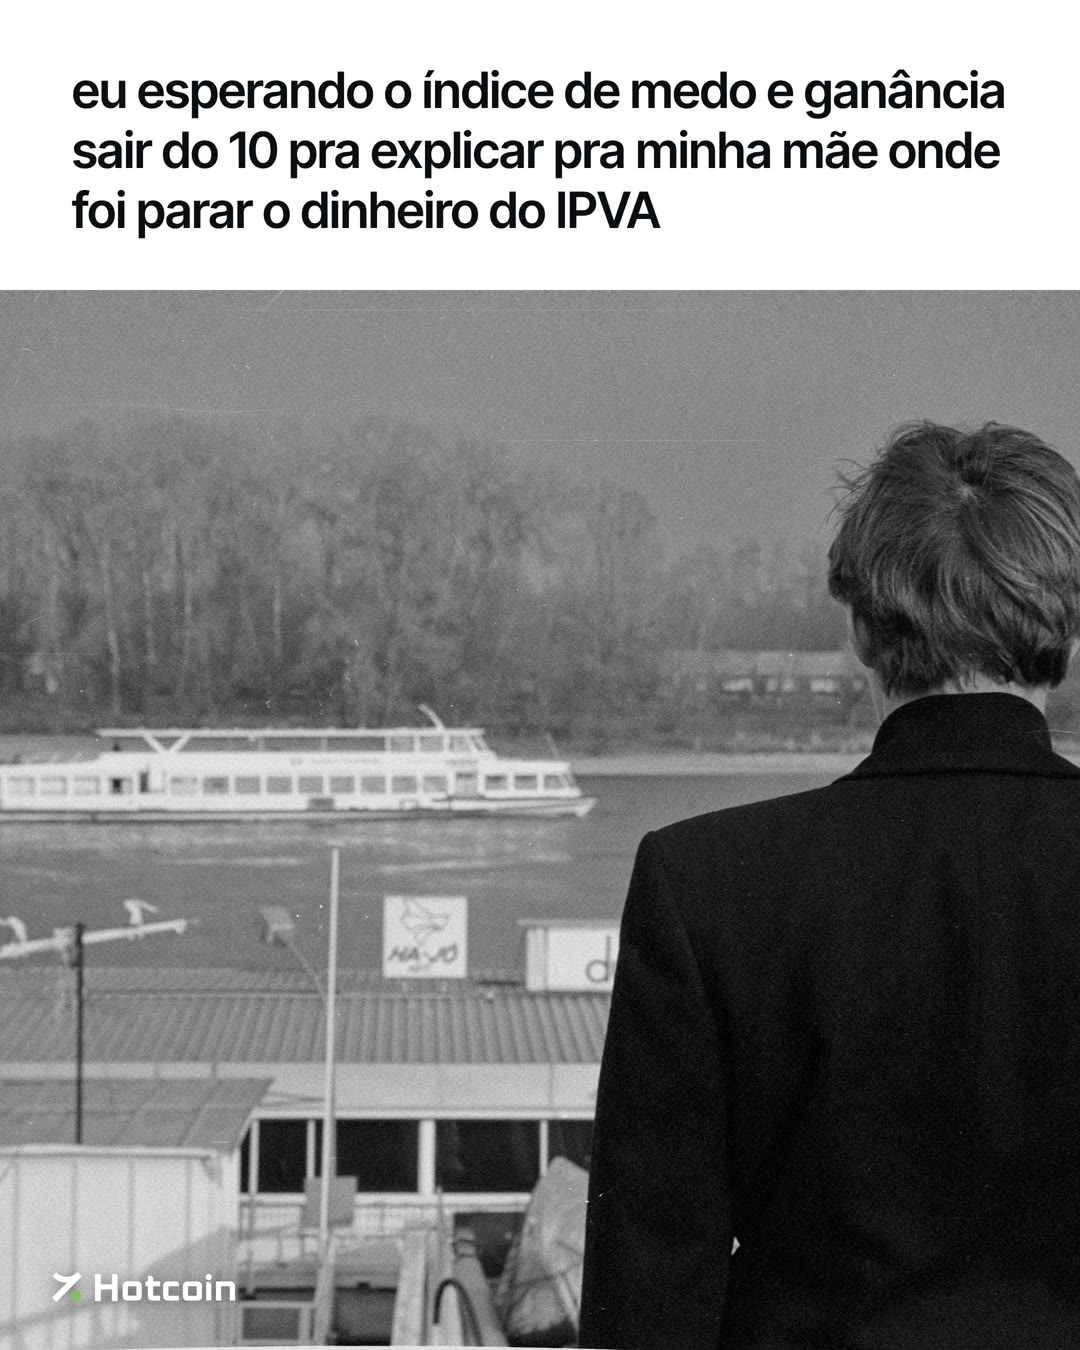 eu esperando o índice de medo e ganância
sair do 10 pra explicar pra minha mãe onde
foi parar o dinheiro do IPVA
Hotcoin